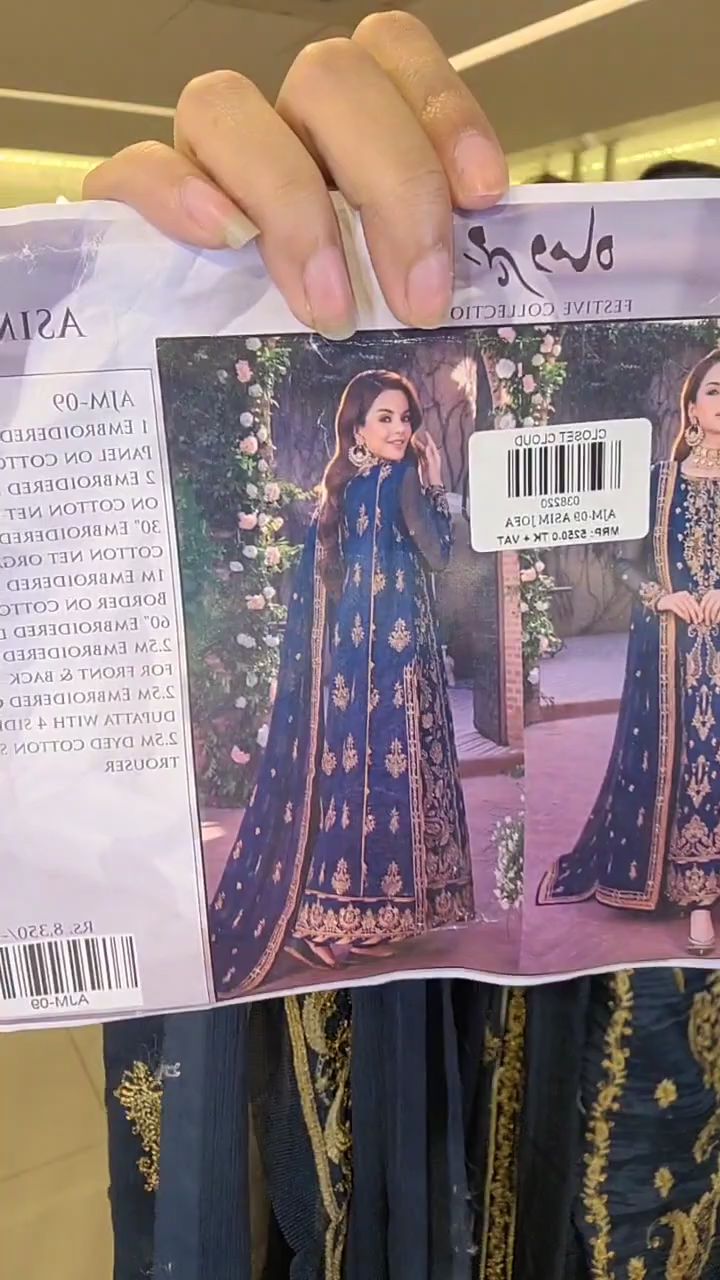 FESTIVE COLLECTIO
ASIM
AJM-09
1 EMBROIDERED
PANEL ON COTTO
2 EMBROIDERED
ON COTTON NET
30" EMBROIDERED
COTTON NET ORG
1M EMBROIDERED
BORDER ON COTTO
60" EMBROIDERED D
2.5M EMBROIDERED
FOR FRONT & BACK
2.5M EMBROIDERED O
DUPATTA WITH 4 SID
2.5M DYED COTTON S
TROUSER
RS. 8,350/-
AJM-09
CLOSET CLOUD
038220
AJM-09 ASIM JOFA
MRP: 5250.0 TK + VAT